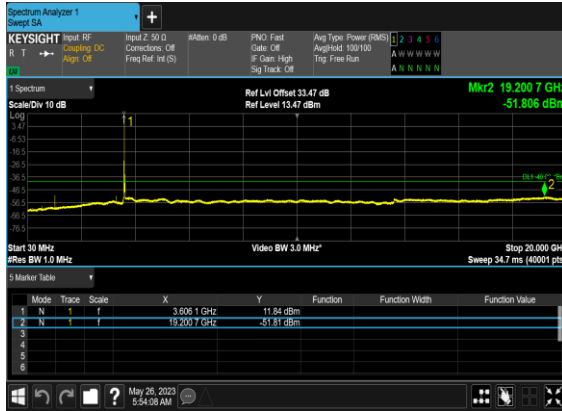 Spectrum Analyzer 1
Swept SA
KEYSIGHT
R T
LU
Input: RF
Coupling: DC
Align: Off
Input Z: 50 Ω
Corrections: Off
Freq Ref: Int (S)
#Atten: 0 dB
PNO: Fast
Gate: Off
IF Gain: High
Sig Track: Off
Avg Type: Power (RMS)
Avg|Hold: 100/100
Trig: Free Run
1 2 3 4 5 6
A W W W W W
A N N N N N
1 Spectrum
Scale/Div 10 dB
Log
Ref Lvl Offset 33.47 dB
Ref Level 13.47 dBm
Mkr2 19.200 7 GHz
-51.806 dBm
3.47
-6.53
-16.5
-26.5
-36.5
-46.5
-56.5
-66.5
-76.5
1
2
Start 30 MHz
#Res BW 1.0 MHz
Video BW 3.0 MHz*
Stop 20.000 GHz
Sweep 34.7 ms (40001 pts)
5 Marker Table
Mode Trace Scale X Y Function Function Width Function Value
1 N 1 f 3.606 1 GHz 11.84 dBm
2 N 1 f 19.200 7 GHz -51.81 dBm
3
4
5
6
?
May 26, 2023
5:54:08 AM